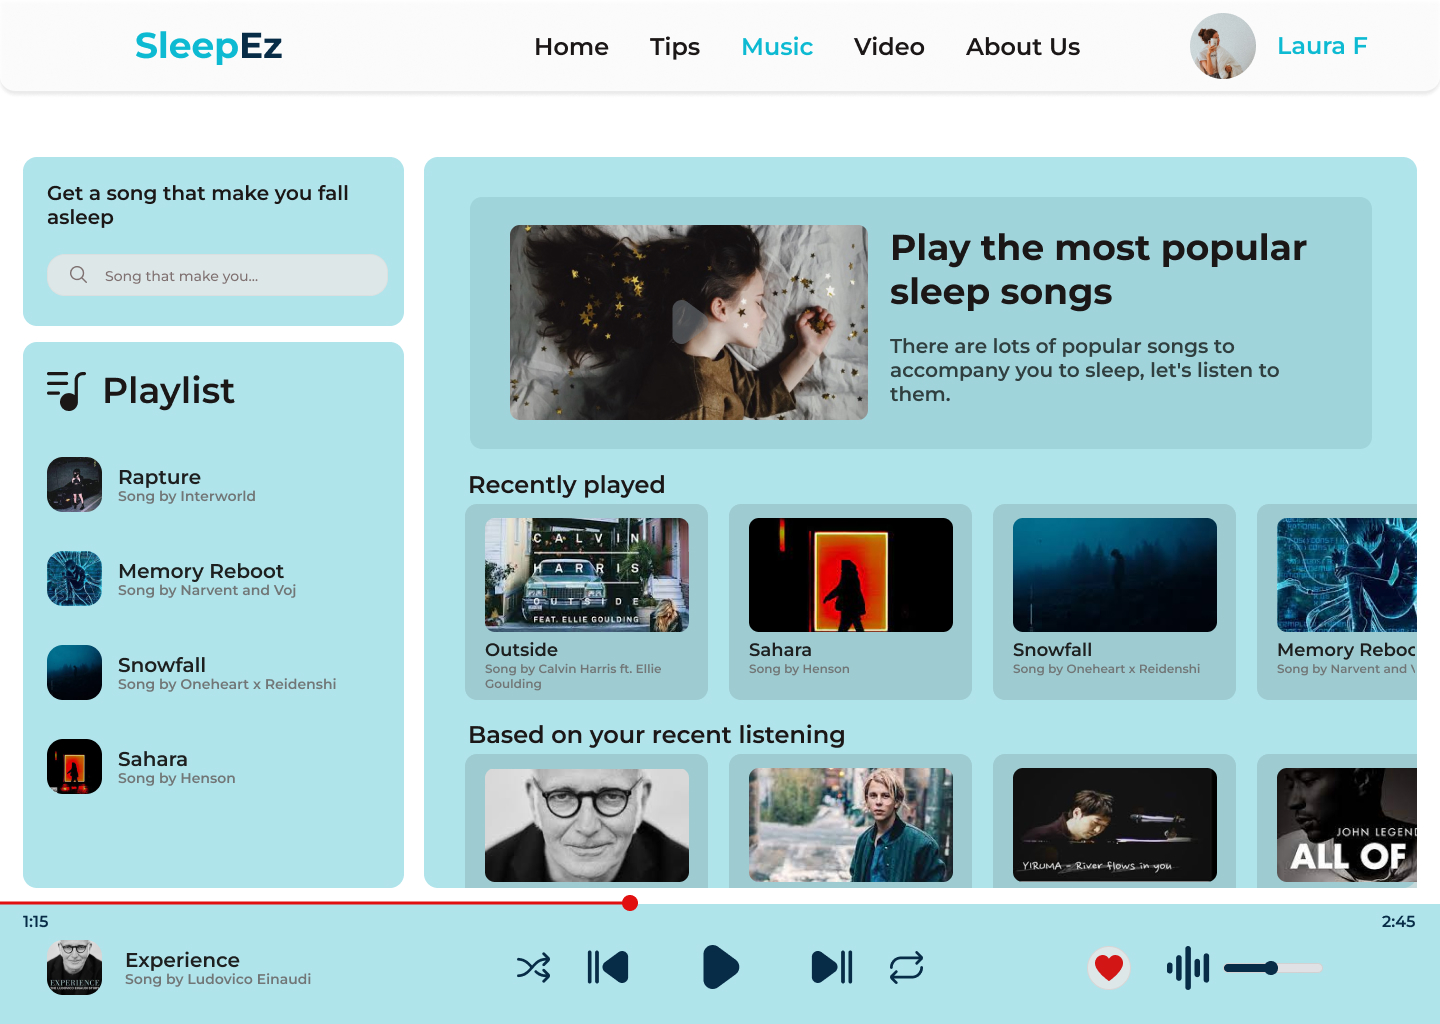 SleepEz
Home Tips Music Video About Us
Laura F
Get a song that make you fall
asleep
Song that make you...
Playlist
Rapture
Song by Interworld
Memory Reboot
Song by Narvent and Voj
Snowfall
Song by Oneheart x Reidenshi
Sahara
Song by Henson
Play the most popular
sleep songs
There are lots of popular songs to
accompany you to sleep, let's listen to
them.
Recently played
CALVIN
HARRIS
OUTSIDE
FEAT. ELLIE GOULDING
Outside
Song by Calvin Harris ft. Ellie
Goulding
Sahara
Song by Henson
Snowfall
Song by Oneheart x Reidenshi
Memory Reboo
Song by Narvent and
Based on your recent listening
YIRUMA - River flows in you
JOHN LEGEND
ALL OF
1:15
2:45
EXPERIENCE
Experience
Song by Ludovico Einaudi